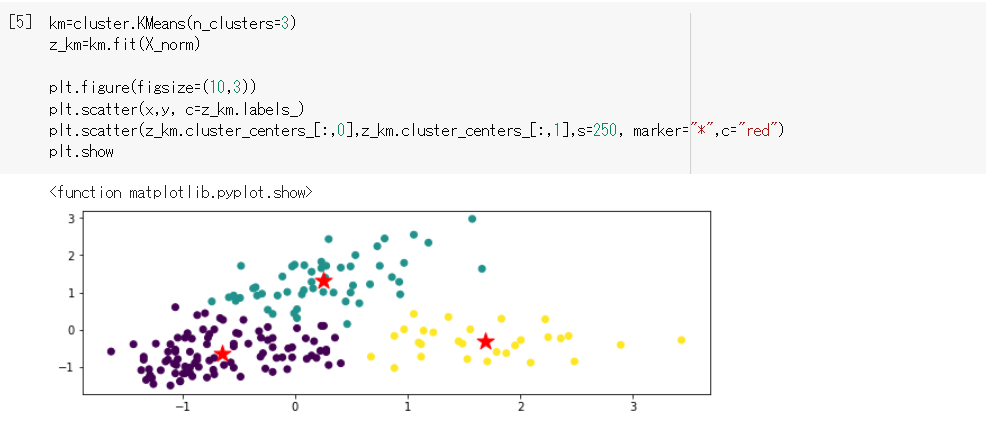 [5] km=cluster.KMeans(n_clusters=3)
z_km=km.fit(X_norm)
plt.figure(figsize=(10,3))
plt.scatter(x,y, c=z_km.labels_)
plt.scatter(z_km.cluster_centers_[:,0],z_km.cluster_centers_[:,1],s=250, marker="*",c="red")
plt.show
<function matplotlib.pyplot.show>
3
2
1
0
−1
−1 0 1 2 3